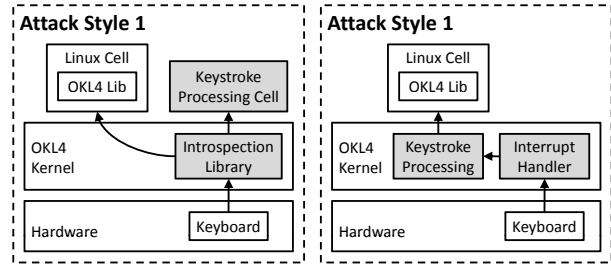 Attack Style 1
Linux Cell
OKL4 Lib
Keystroke
Processing Cell
OKL4
Kernel
Introspection
Library
Hardware
Keyboard
Attack Style 1
Linux Cell
OKL4 Lib
OKL4
Kernel
Keystroke
Processing
Interrupt
Handler
Hardware
Keyboard